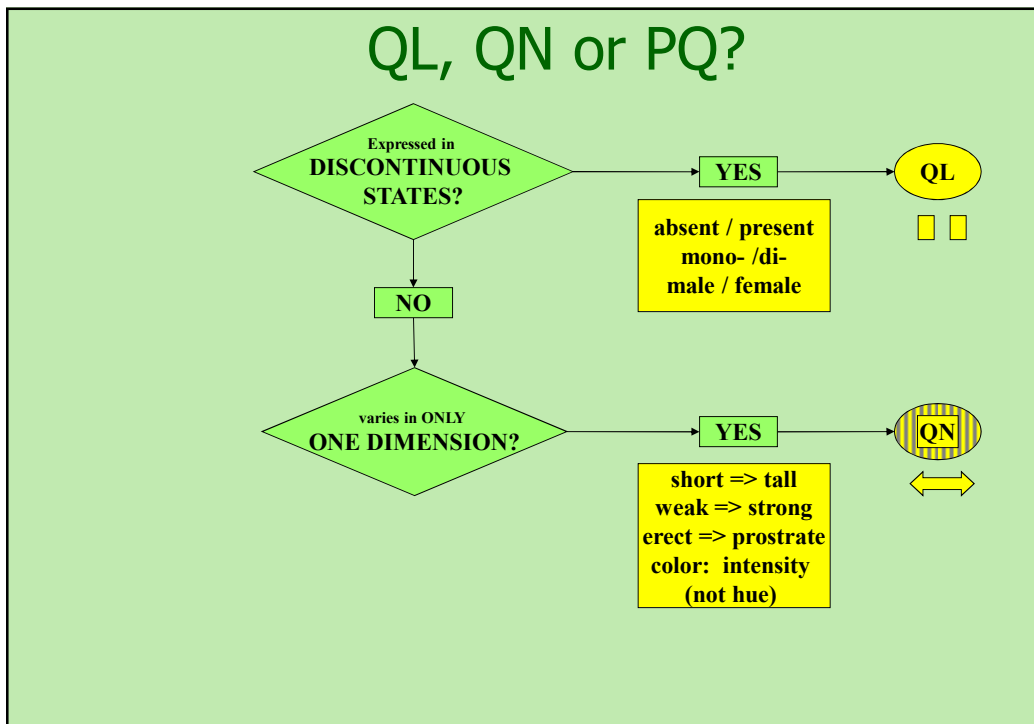 QL, QN or PQ?
Expressed in
DISCONTINUOUS
STATES?
YES
QL
absent / present
mono- /di-
male / female
NO
varies in ONLY
ONE DIMENSION?
YES
QN
short => tall
weak => strong
erect => prostrate
color:  intensity
(not hue)